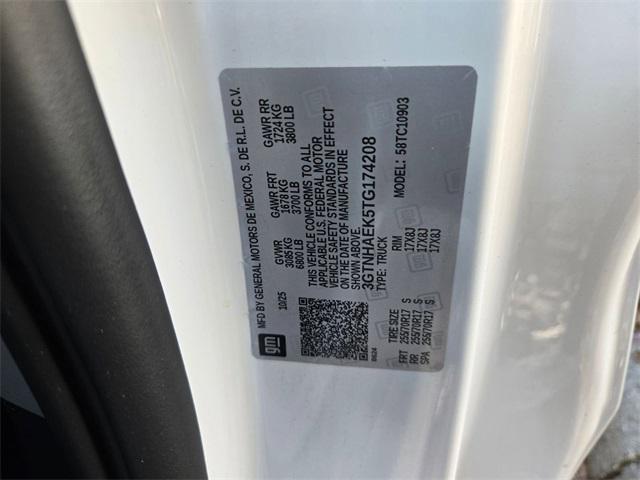 MFD BY GENERAL MOTORS DE MEXICO, S. DE R.L. DE C.V.
10/25 GVWR GAWR FRT GAWR RR
3085 KG 1678 KG 1724 KG
6800 LB 3700 LB 3800 LB
gm
THIS VEHICLE CONFORMS TO ALL
APPLICABLE U.S. FEDERAL MOTOR
VEHICLE SAFETY STANDARDS IN EFFECT
ON THE DATE OF MANUFACTURE
SHOWN ABOVE.
3GTNHAEK5TG174208
TYPE: TRUCK MODEL: 58TC10903
TIRE SIZE RIM
FRT 255/70R17 S 17X8J
RR 255/70R17 S 17X8J
SPA 255/70R17 S 17X8J